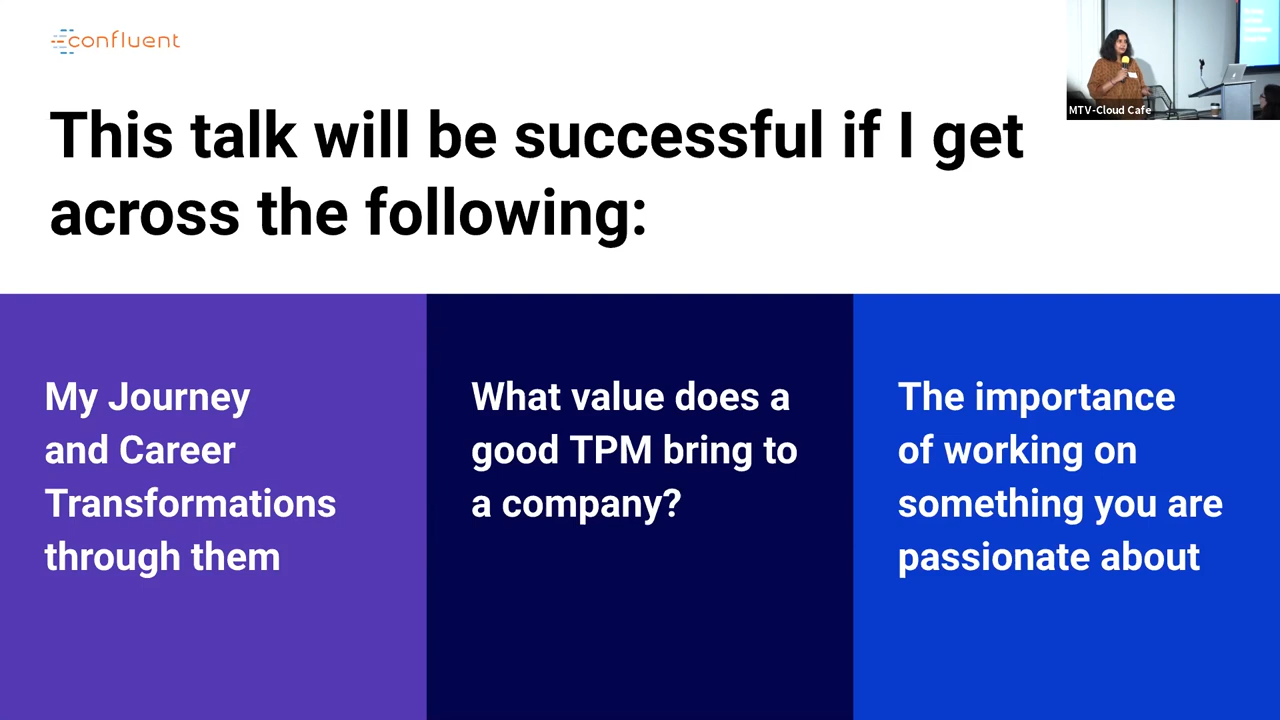 confluent
MTV-Cloud Cafe
This talk will be successful if I get
across the following:
My Journey
and Career
Transformations
through them
What value does a
good TPM bring to
a company?
The importance
of working on
something you are
passionate about